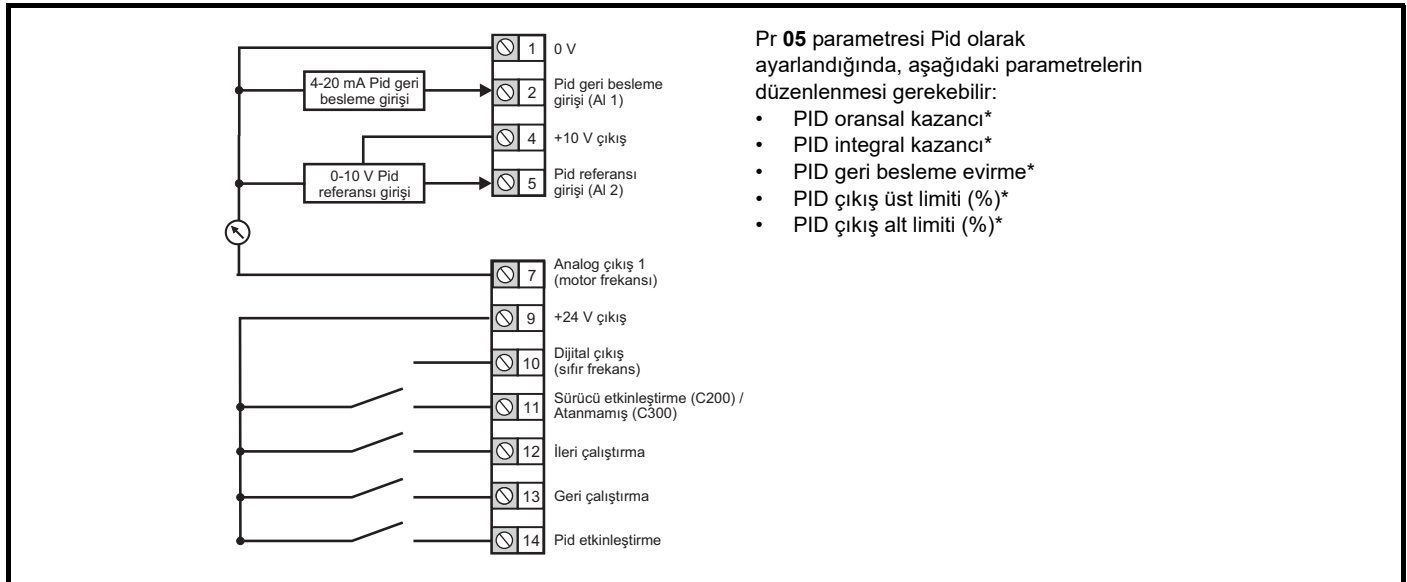 1 0 V
4-20 mA Pid geri
besleme girişi
2 Pid geri besleme
girişi (AI 1)
4 +10 V çıkış
0-10 V Pid
referansı girişi
5 Pid referansı
girişi (AI 2)
7 Analog çıkış 1
(motor frekansı)
9 +24 V çıkış
10 Dijital çıkış
(sıfır frekans)
11 Sürücü etkinleştirme (C200) /
Atanmamış (C300)
12 İleri çalıştırma
13 Geri çalıştırma
14 Pid etkinleştirme
Pr 05 parametresi Pid olarak
ayarlandığında, aşağıdaki parametrelerin
düzenlenmesi gerekebilir:
• PID oransal kazancı*
• PID integral kazancı*
• PID geri besleme evirme*
• PID çıkış üst limiti (%)*
• PID çıkış alt limiti (%)*